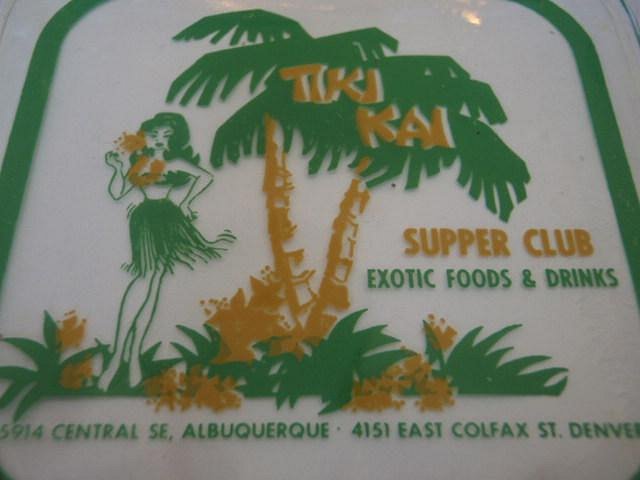 TIKI
KAI
SUPPER CLUB
EXOTIC FOODS & DRINKS
5914 CENTRAL SE, ALBUQUERQUE · 4151 EAST COLFAX ST. DENVER